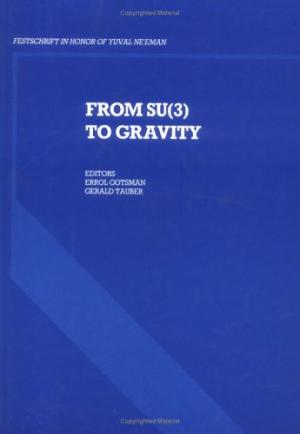 Copyrighted Material
FESTSCHRIFT IN HONOR OF YUVAL NE'EMAN
FROM SU(3)
TO GRAVITY
EDITORS
ERROL GOTSMAN
GERALD TAUBER
Copyrighted Material